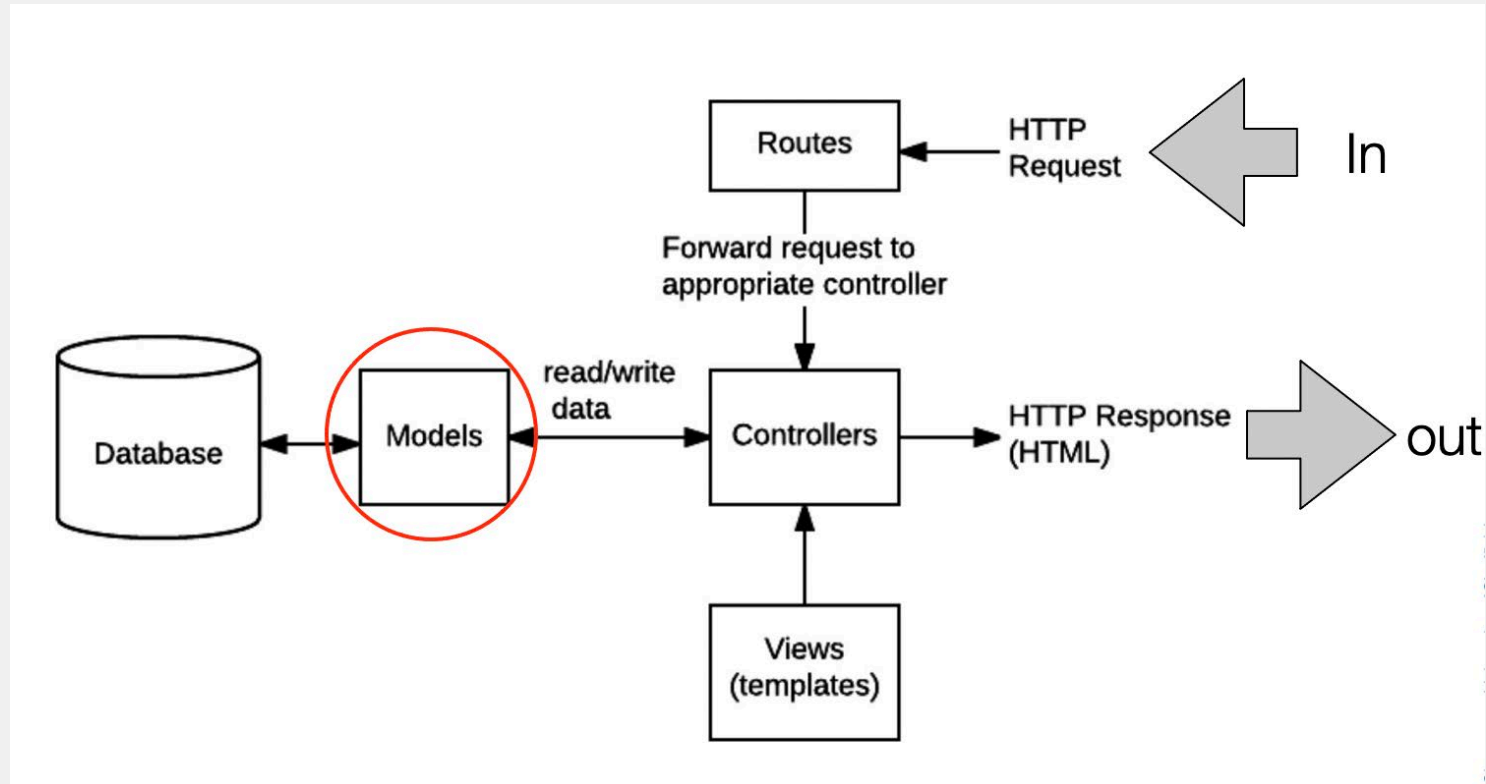 Routes
HTTP
Request
In
Forward request to
appropriate controller
Database
Models
read/write
data
Controllers
HTTP Response
(HTML)
out
Views
(templates)